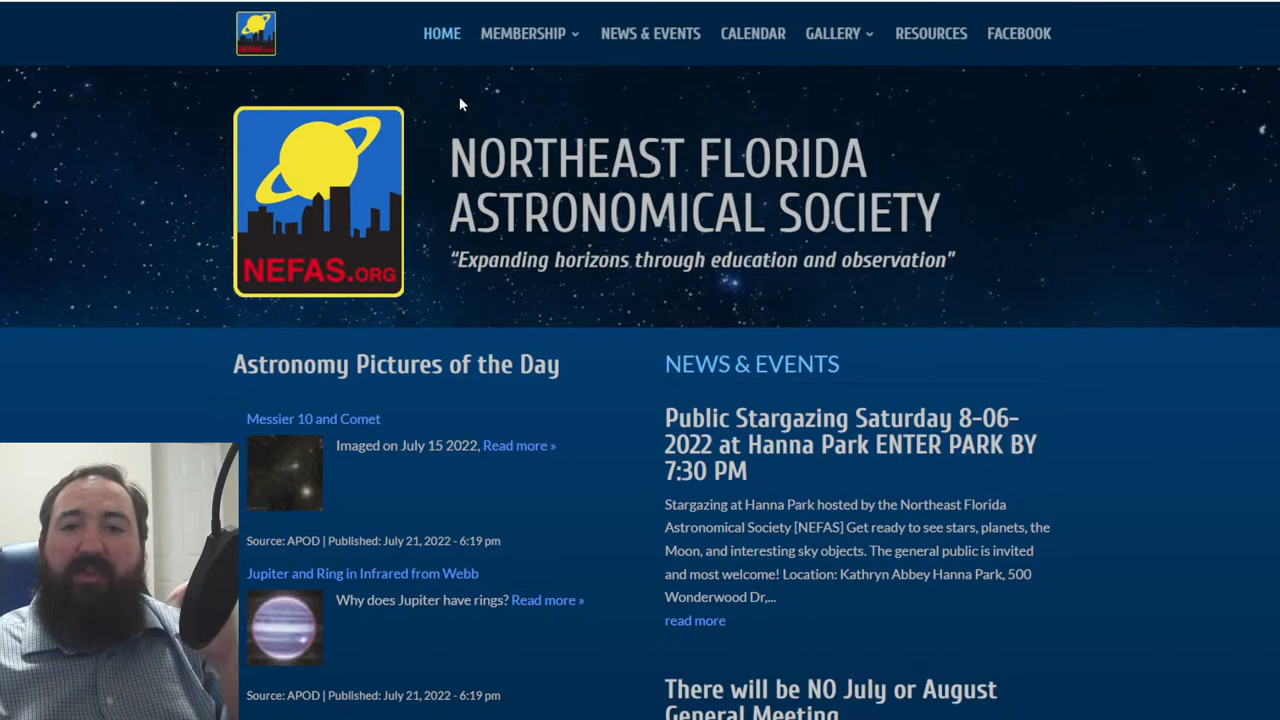 HOME MEMBERSHIP NEWS & EVENTS CALENDAR GALLERY RESOURCES FACEBOOK
NEFAS.ORG
NORTHEAST FLORIDA
ASTRONOMICAL SOCIETY
“Expanding horizons through education and observation”
Astronomy Pictures of the Day
Messier 10 and Comet
Imaged on July 15 2022, Read more »
Source: APOD | Published: July 21, 2022 - 6:19 pm
Jupiter and Ring in Infrared from Webb
Why does Jupiter have rings? Read more »
Source: APOD | Published: July 21, 2022 - 6:19 pm
NEWS & EVENTS
Public Stargazing Saturday 8-06-
2022 at Hanna Park ENTER PARK BY
7:30 PM
Stargazing at Hanna Park hosted by the Northeast Florida
Astronomical Society [NEFAS] Get ready to see stars, planets, the
Moon, and interesting sky objects. The general public is invited
and most welcome! Location: Kathryn Abbey Hanna Park, 500
Wonderwood Dr,...
read more
There will be NO July or August
General Meeting